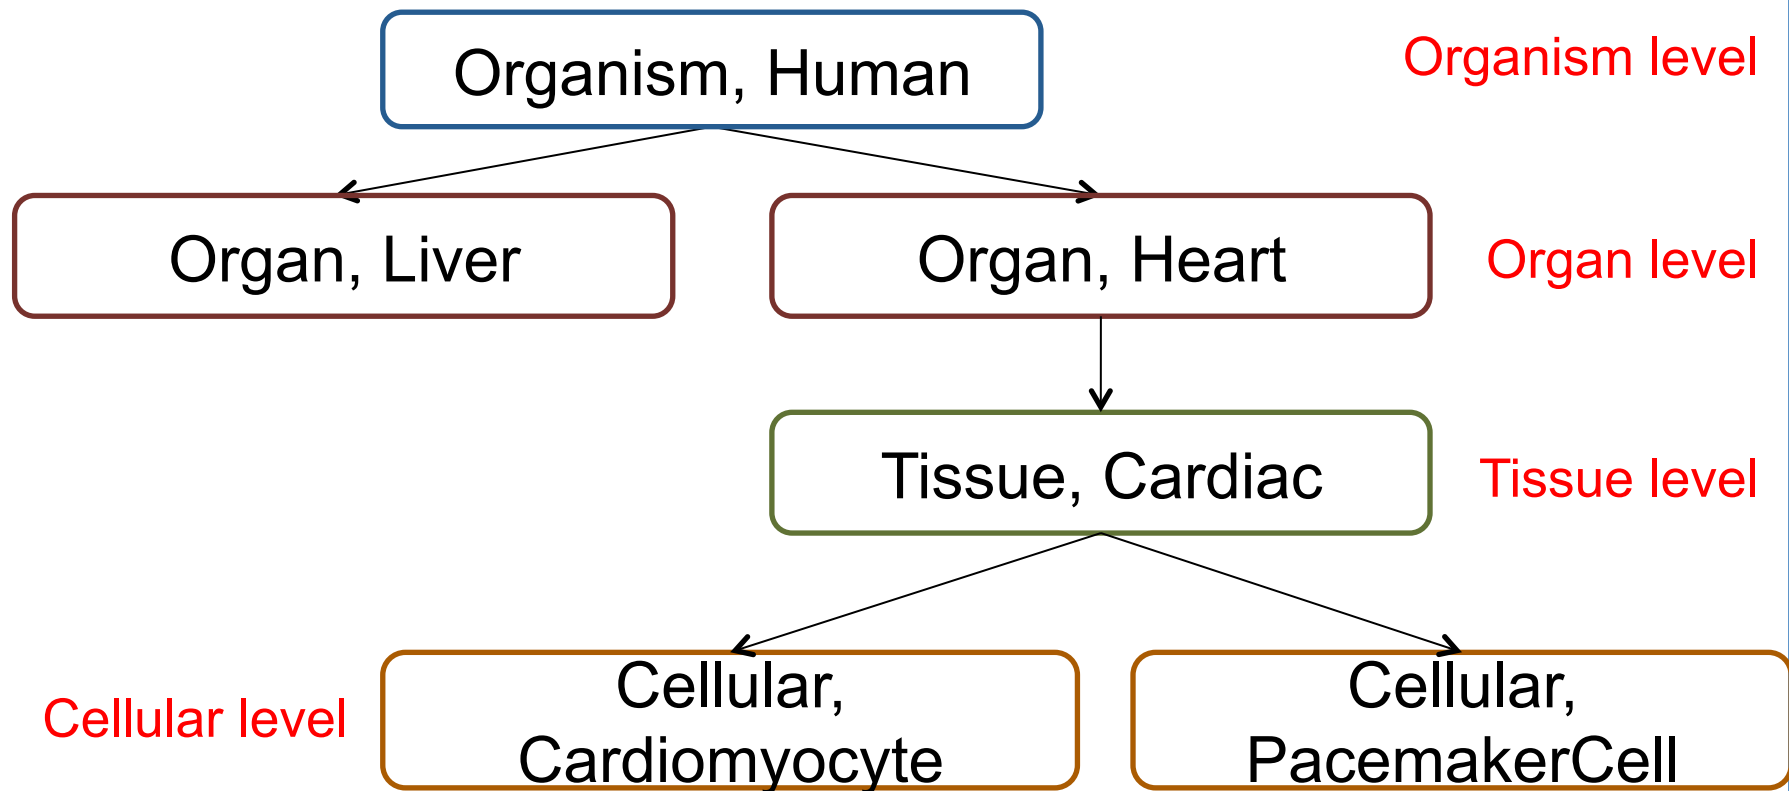 Organism, Human
Organism level
Organ, Liver
Organ, Heart
Organ level
Tissue, Cardiac
Tissue level
Cellular level
Cellular,
Cardiomyocyte
Cellular,
PacemakerCell